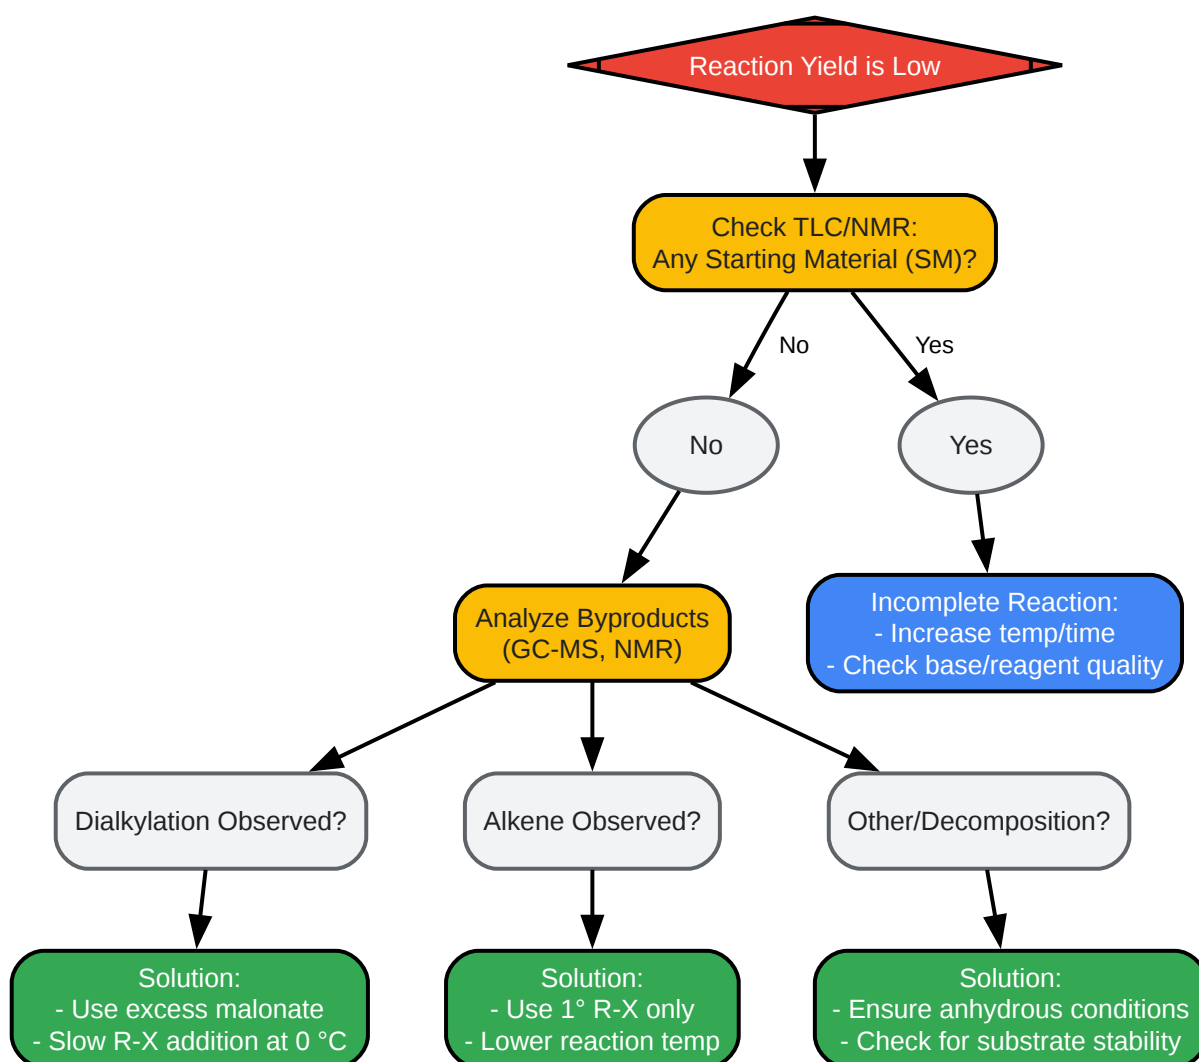 Reaction Yield is Low
Check TLC/NMR:
Any Starting Material (SM)?
No
Yes
No
Yes
Analyze Byproducts
(GC-MS, NMR)
Incomplete Reaction:
- Increase temp/time
- Check base/reagent quality
Dialkylation Observed?
Alkene Observed?
Other/Decomposition?
Solution:
- Use excess malonate
- Slow R-X addition at 0 °C
Solution:
- Use 1° R-X only
- Lower reaction temp
Solution:
- Ensure anhydrous conditions
- Check for substrate stability